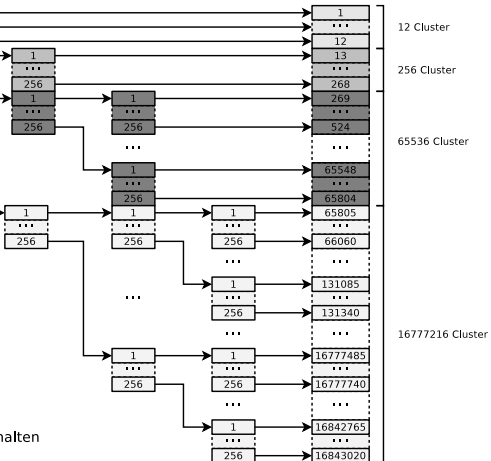 1
...
12
12 Cluster
1 13
... ...
256 268
256 Cluster
1 1 269
... ... ...
256 256 524
... ...
65536 Cluster
1 65548
... ...
256 65804
1 1 1 65805
... ... ... ...
256 256 256 66060
... ...
1 131085
... ...
... 256 131340
... ...
16777216 Cluster
1 1 16777485
... ... ...
256 256 16777740
... ...
1 16842765
halten
... ...
256 16843020